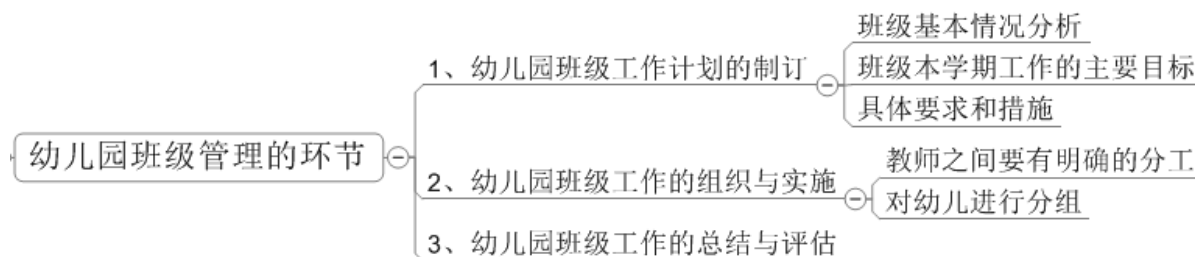 幼儿园班级管理的环节
1、幼儿园班级工作计划的制订
班级基本情况分析
班级本学期工作的主要目标
具体要求和措施
2、幼儿园班级工作的组织与实施
教师之间要有明确的分工
对幼儿进行分组
3、幼儿园班级工作的总结与评估